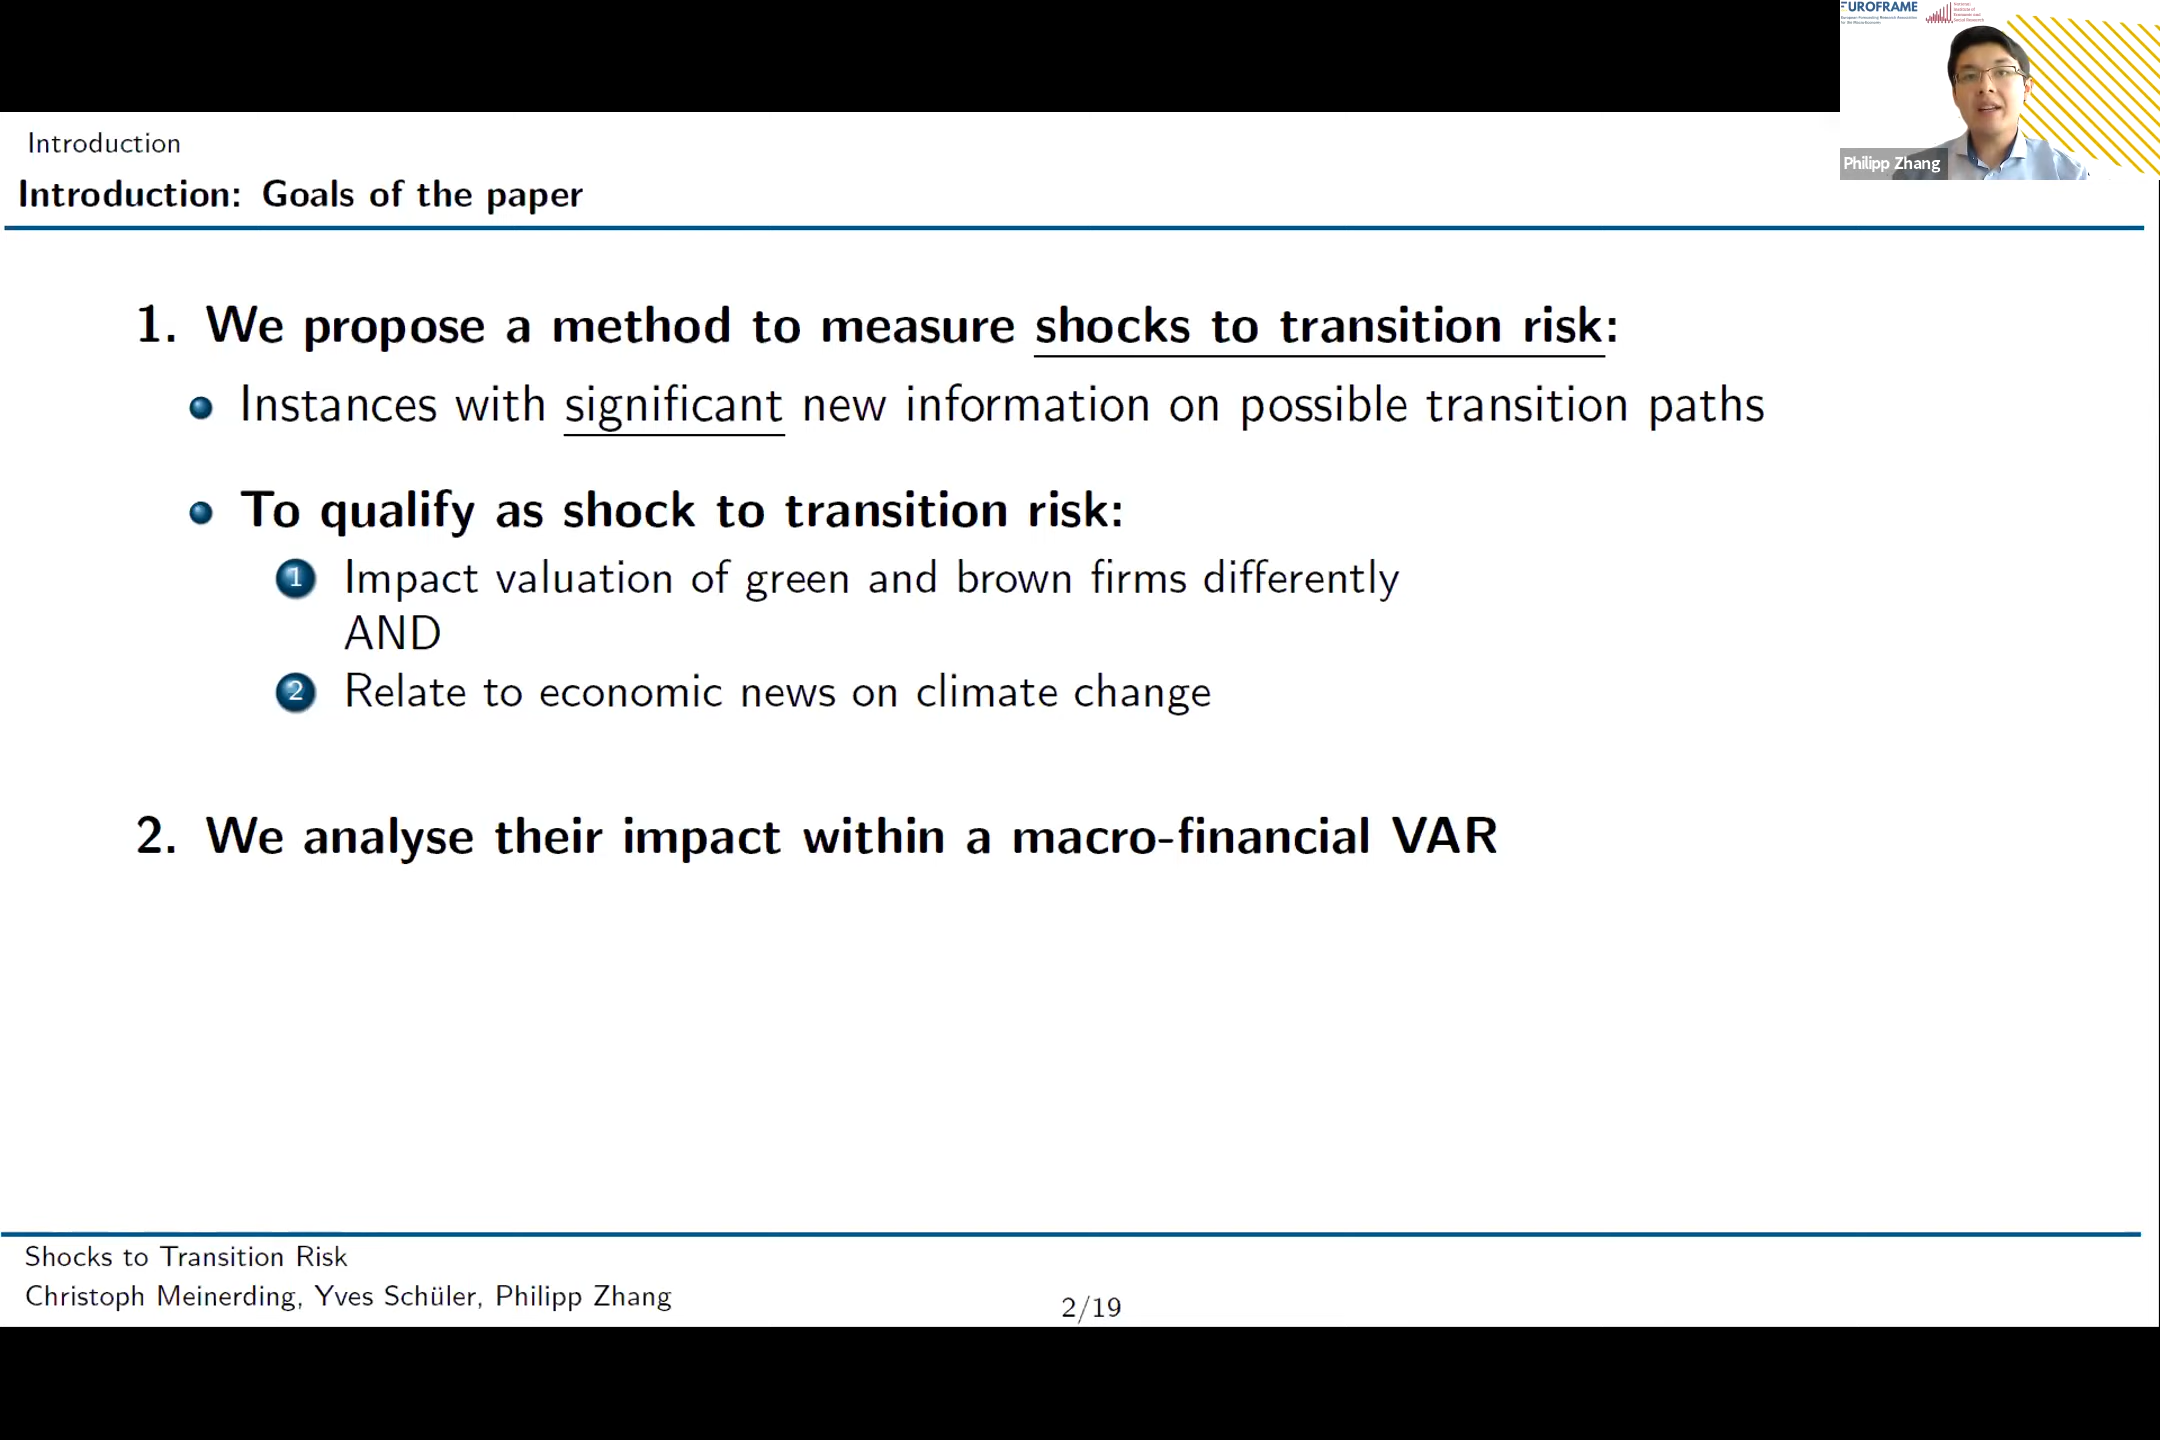 UROFRAME
Philipp Zhang
Introduction
Introduction: Goals of the paper
1. We propose a method to measure shocks to transition risk:
Instances with significant new information on possible transition paths
To qualify as shock to transition risk:
1 Impact valuation of green and brown firms differently
AND
2 Relate to economic news on climate change
2. We analyse their impact within a macro-financial VAR
Shocks to Transition Risk
Christoph Meinerding, Yves Schüler, Philipp Zhang
2/19